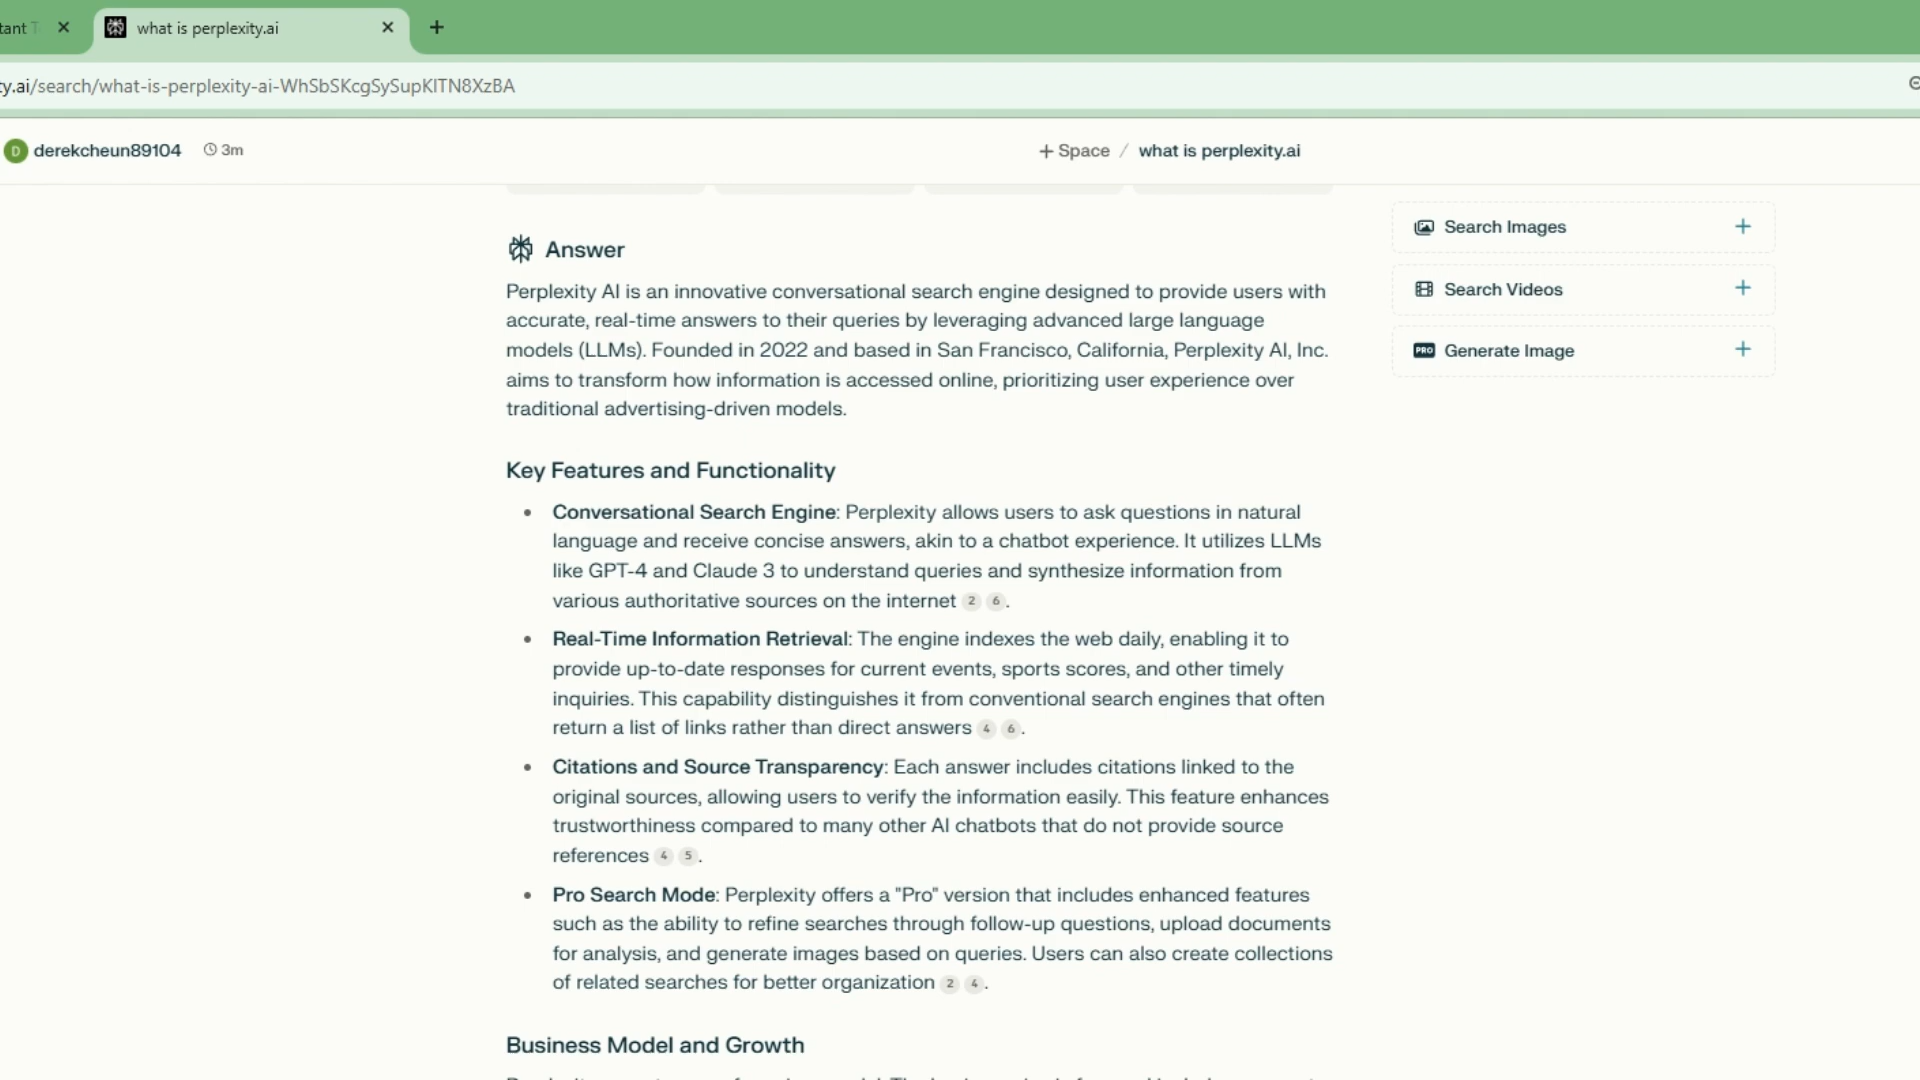 tant T
what is perplexity.ai
ty.ai/search/what-is-perplexity-ai-WhSbSKcgSySupKlTN8XzBA
D derekcheun89104 3m
+ Space / what is perplexity.ai
Answer
Perplexity AI is an innovative conversational search engine designed to provide users with
accurate, real-time answers to their queries by leveraging advanced large language
models (LLMs). Founded in 2022 and based in San Francisco, California, Perplexity AI, Inc.
aims to transform how information is accessed online, prioritizing user experience over
traditional advertising-driven models.
Key Features and Functionality
• Conversational Search Engine: Perplexity allows users to ask questions in natural
language and receive concise answers, akin to a chatbot experience. It utilizes LLMs
like GPT-4 and Claude 3 to understand queries and synthesize information from
various authoritative sources on the internet 2 6.
• Real-Time Information Retrieval: The engine indexes the web daily, enabling it to
provide up-to-date responses for current events, sports scores, and other timely
inquiries. This capability distinguishes it from conventional search engines that often
return a list of links rather than direct answers 4 6.
• Citations and Source Transparency: Each answer includes citations linked to the
original sources, allowing users to verify the information easily. This feature enhances
trustworthiness compared to many other AI chatbots that do not provide source
references 4 5.
• Pro Search Mode: Perplexity offers a "Pro" version that includes enhanced features
such as the ability to refine searches through follow-up questions, upload documents
for analysis, and generate images based on queries. Users can also create collections
of related searches for better organization 2 4.
Business Model and Growth
Search Images
Search Videos
PRO Generate Image